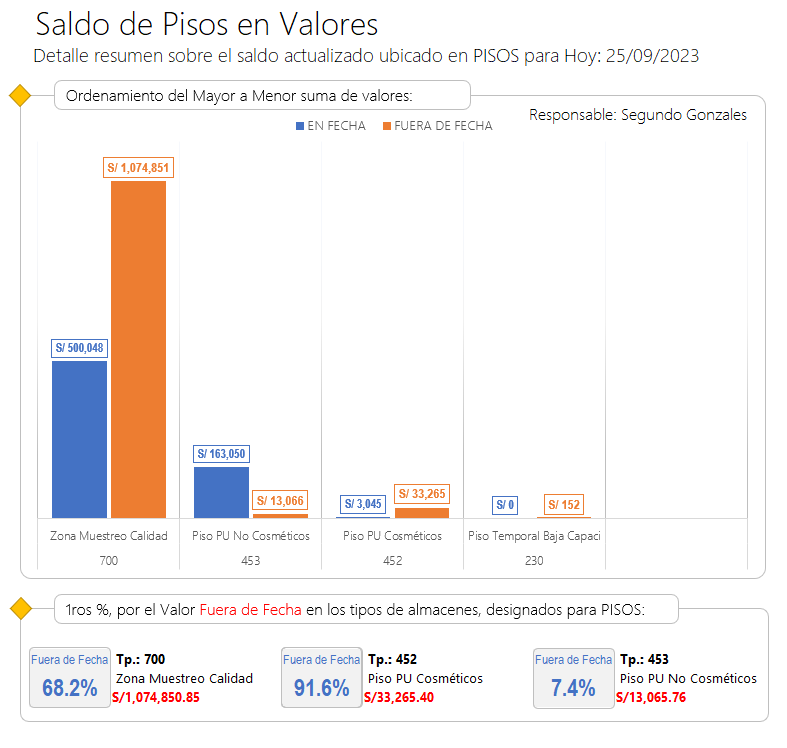 Saldo de Pisos en Valores
Detalle resumen sobre el saldo actualizado ubicado en PISOS para Hoy: 25/09/2023
Ordenamiento del Mayor a Menor suma de valores:
Responsable: Segundo Gonzales
EN FECHA FUERA DE FECHA
S/ 1,074,851
S/ 500,048
S/ 163,050
S/ 13,066
S/ 3,045
S/ 33,265
S/ 0
S/ 152
Zona Muestreo Calidad Piso PU No Cosméticos Piso PU Cosméticos Piso Temporal Baja Capaci
700 453 452 230
1ros %, por el Valor Fuera de Fecha en los tipos de almacenes, designados para PISOS:
Fuera de Fecha
68.2%
Tp.: 700
Zona Muestreo Calidad
S/1,074,850.85
Fuera de Fecha
91.6%
Tp.: 452
Piso PU Cosméticos
S/33,265.40
Fuera de Fecha
7.4%
Tp.: 453
Piso PU No Cosméticos
S/13,065.76